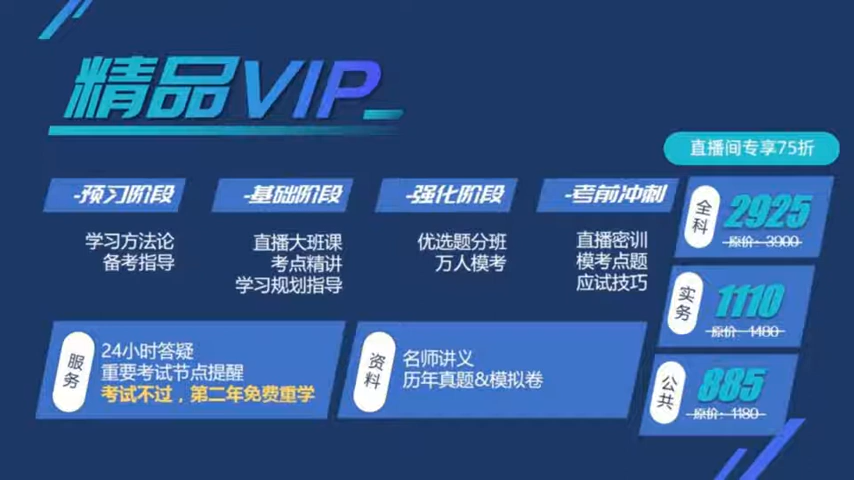 精品VIP
直播间专享75折
预习阶段
学习方法论
备考指导
基础阶段
直播大班课
考点精讲
学习规划指导
强化阶段
优选题分班
万人模考
考前冲刺
直播密训
模考点题
应试技巧
全科
2925
原价：3900
实务
1110
原价：1480
公共
885
原价：1180
服务
24小时答疑
重要考试节点提醒
考试不过，第二年免费重学
资料
名师讲义
历年真题&模拟卷